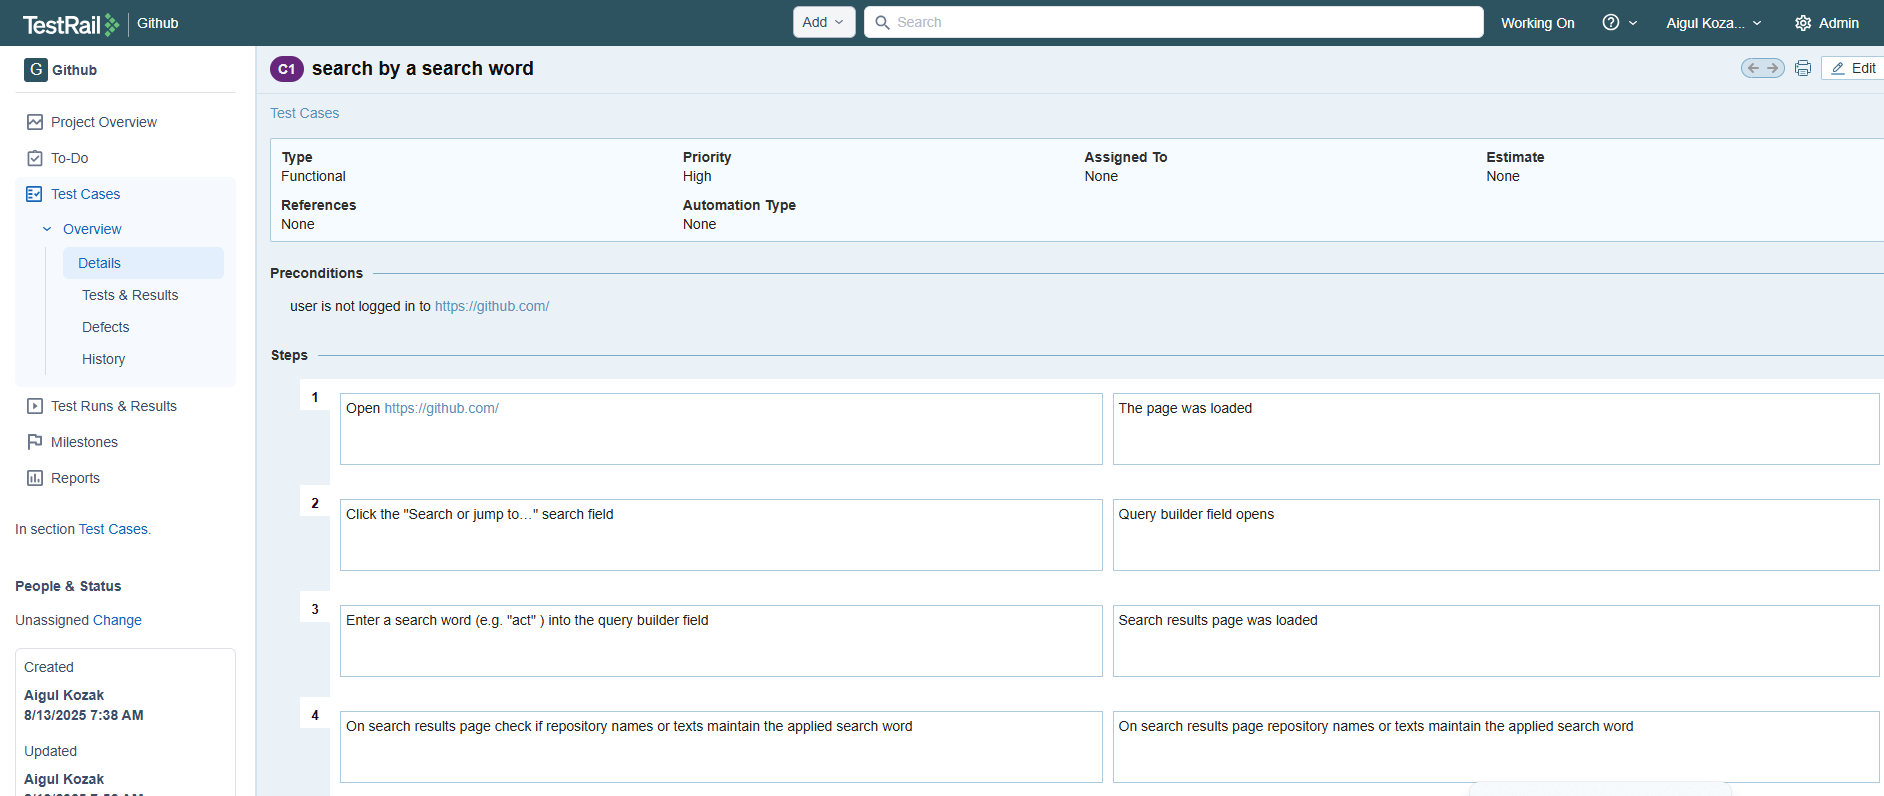 TestRail Github Add Search Working On Aigul Koza... Admin
G Github
C1 search by a search word
Edit
Project Overview
To-Do
Test Cases
Overview
Details
Tests & Results
Defects
History
Test Runs & Results
Milestones
Reports
In section Test Cases.
People & Status
Unassigned Change
Created
Aigul Kozak
8/13/2025 7:38 AM
Updated
Aigul Kozak
Test Cases
Type Priority Assigned To Estimate
Functional High None None
References Automation Type
None None
Preconditions
user is not logged in to https://github.com/
Steps
1 Open https://github.com/ The page was loaded
2 Click the "Search or jump to…" search field Query builder field opens
3 Enter a search word (e.g. "act" ) into the query builder field Search results page was loaded
4 On search results page check if repository names or texts maintain the applied search word On search results page repository names or texts maintain the applied search word